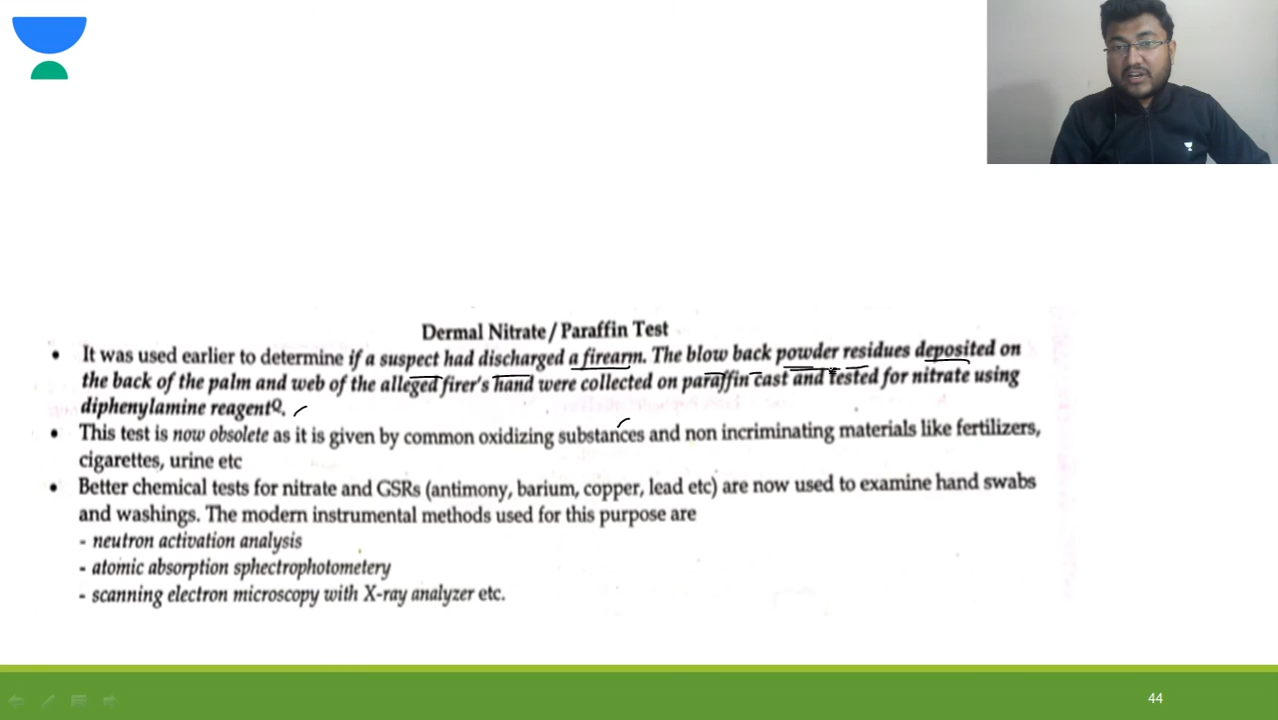 Dermal Nitrate / Paraffin Test
• It was used earlier to determine if a suspect had discharged a firearm. The blow back powder residues deposited on
the back of the palm and web of the alleged firer's hand were collected on paraffin cast and tested for nitrate using
diphenylamine reagentQ.
• This test is now obsolete as it is given by common oxidizing substances and non incriminating materials like fertilizers,
cigarettes, urine etc
• Better chemical tests for nitrate and GSRs (antimony, barium, copper, lead etc) are now used to examine hand swabs
and washings. The modern instrumental methods used for this purpose are
- neutron activation analysis
- atomic absorption sphectrophotometery
- scanning electron microscopy with X-ray analyzer etc.
44